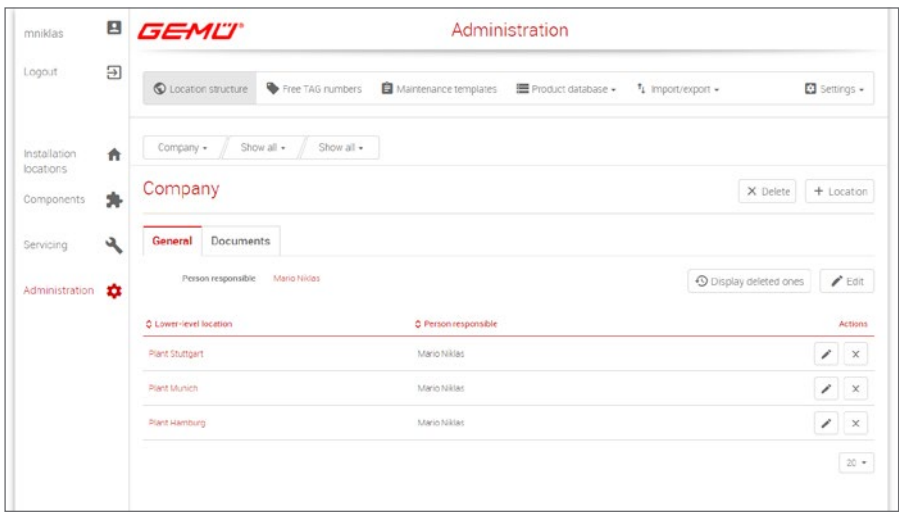 mniklas
GEMÜ® Administration
Logout
Location structure Free TAG numbers Maintenance templates Product database Import/export Settings
Company Show all Show all
Installation
locations
Company Delete + Location
Components
General Documents
Servicing
Person responsible Mario Niklas Display deleted ones Edit
Administration
Lower-level location Person responsible Actions
Plant Stuttgart Mario Niklas
Plant Munich Mario Niklas
Plant Hamburg Mario Niklas
20